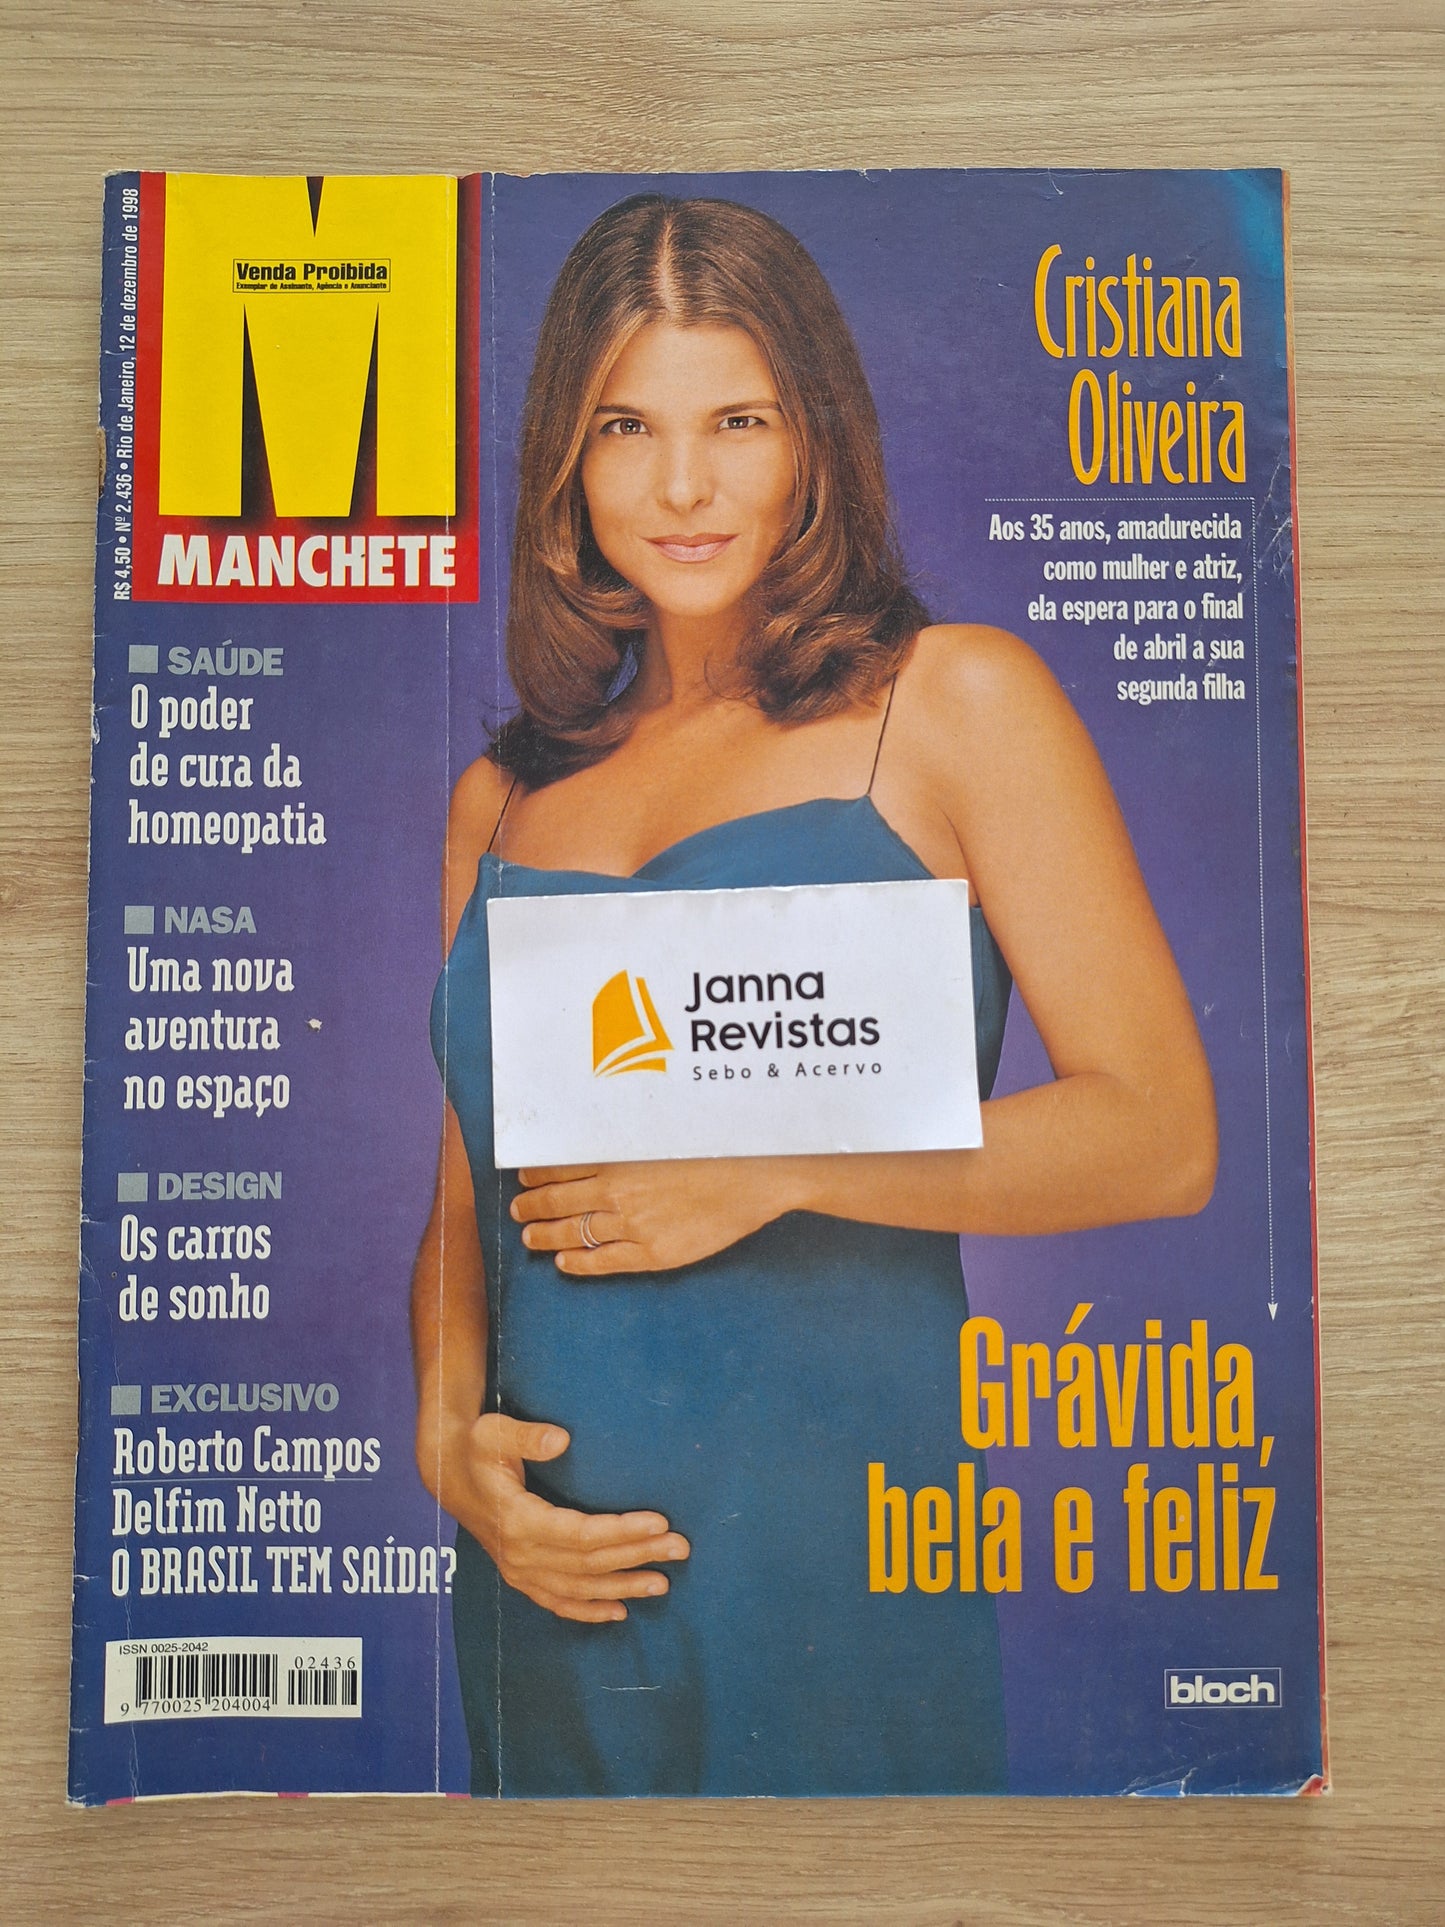 R$ 4,50 • Nº 2.436 • Rio de Janeiro, 12 de dezembro de 1998
Venda Proibida
Exemplar de Assinante, Agência e Anunciante
MANCHETE
Cristiana
Oliveira
Aos 35 anos, amadurecida
como mulher e atriz,
ela espera para o final
de abril a sua
segunda filha
SAÚDE
O poder
de cura da
homeopatia
NASA
Uma nova
aventura
no espaço
DESIGN
Os carros
de sonho
EXCLUSIVO
Roberto Campos
Delfim Netto
O BRASIL TEM SAÍDA?
Janna
Revistas
Sebo & Acervo
Grávida,
bela e feliz
ISSN 0025-2042
02436
9 770025 204004
bloch